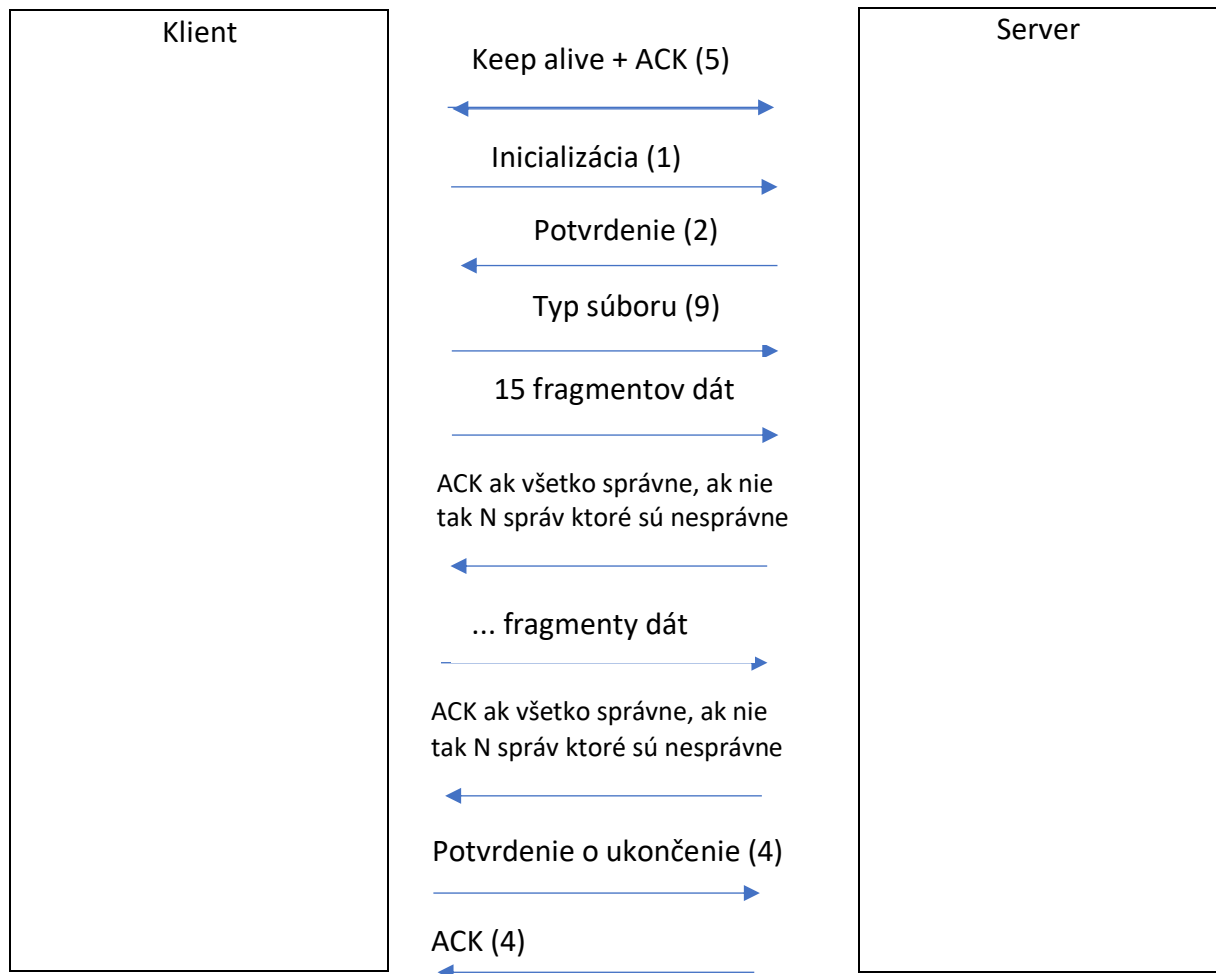 Klient
Server
Keep alive + ACK (5)
Inicializácia (1)
Potvrdenie (2)
Typ súboru (9)
15 fragmentov dát
ACK ak všetko správne, ak nie
tak N správ ktoré sú nesprávne
... fragmenty dát
ACK ak všetko správne, ak nie
tak N správ ktoré sú nesprávne
Potvrdenie o ukončenie (4)
ACK (4)